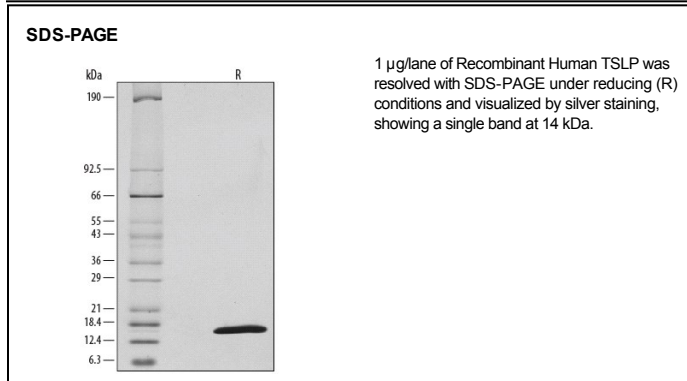 SDS-PAGE
1 µg/lane of Recombinant Human TSLP was
resolved with SDS-PAGE under reducing (R)
conditions and visualized by silver staining,
showing a single band at 14 kDa.
kDa
R
190
92.5
66
55
43
36
29
21
18.4
12.4
6.3